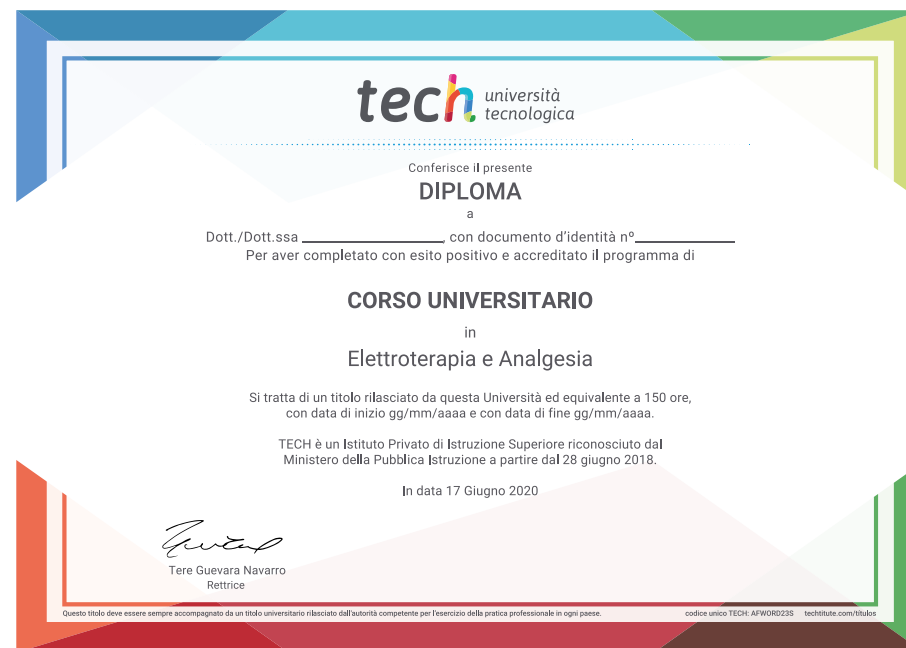 tech università
tecnologica
Conferisce il presente
DIPLOMA
a
Dott./Dott.ssa ____________________, con documento d'identità nº______________
Per aver completato con esito positivo e accreditato il programma di
CORSO UNIVERSITARIO
in
Elettroterapia e Analgesia
Si tratta di un titolo rilasciato da questa Università ed equivalente a 150 ore,
con data di inizio gg/mm/aaaa e con data di fine gg/mm/aaaa.
TECH è un Istituto Privato di Istruzione Superiore riconosciuto dal
Ministero della Pubblica Istruzione a partire dal 28 giugno 2018.
In data 17 Giugno 2020
Tere Guevara Navarro
Rettrice
Questo titolo deve essere sempre accompagnato da un titolo universitario rilasciato dall'autorità competente per l'esercizio della pratica professionale in ogni paese. codice unico TECH: AFWORD23S techtitute.com/títulos